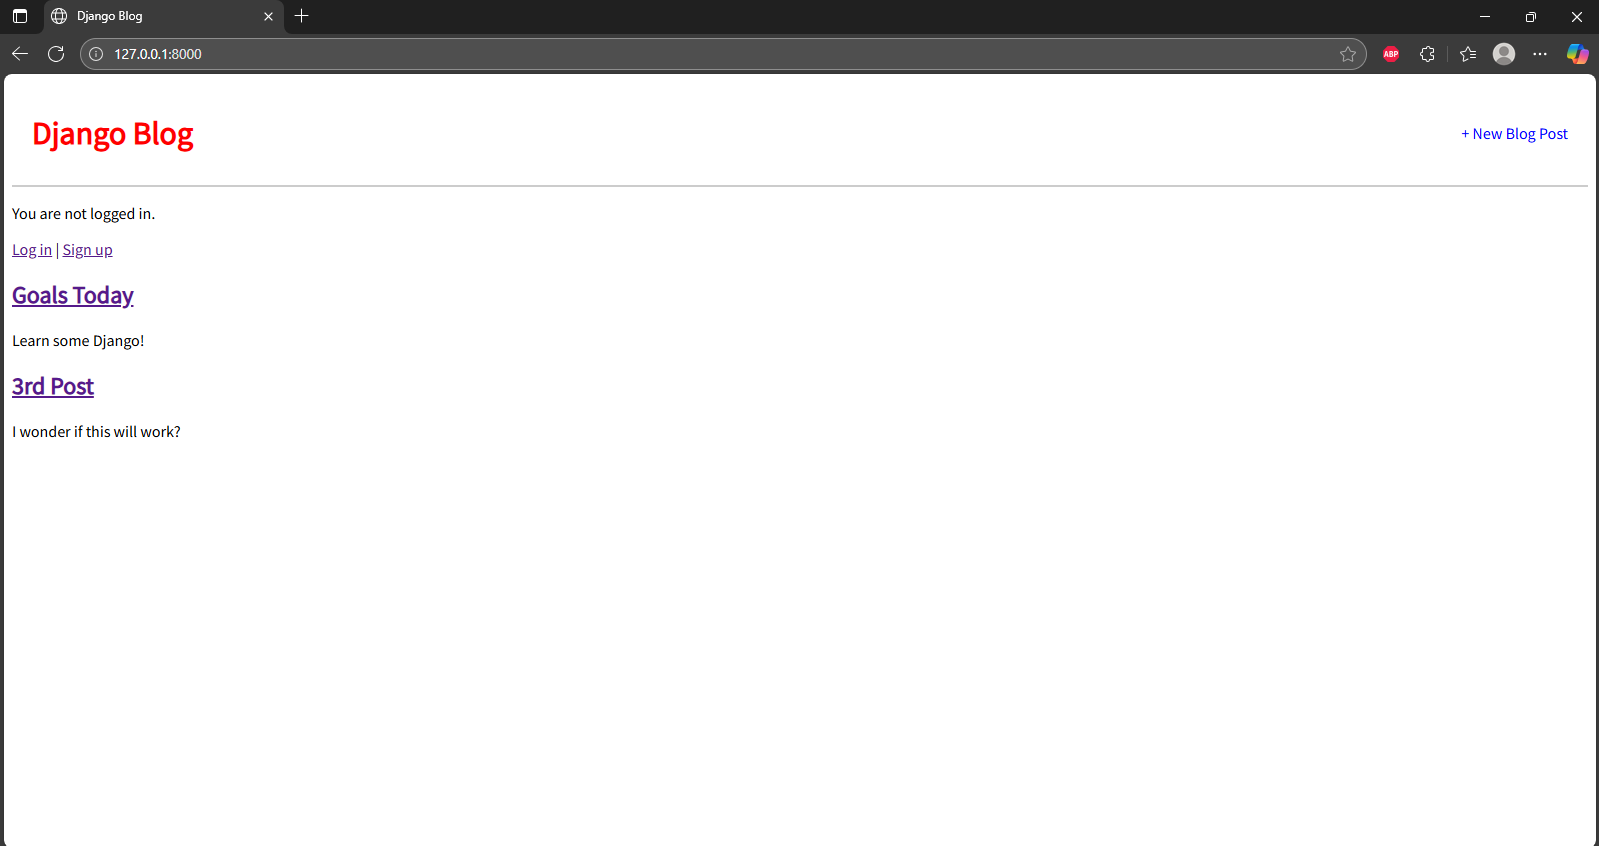 Django Blog
127.0.0.1:8000
ABP
Django Blog
+ New Blog Post
You are not logged in.
Log in | Sign up
Goals Today
Learn some Django!
3rd Post
I wonder if this will work?